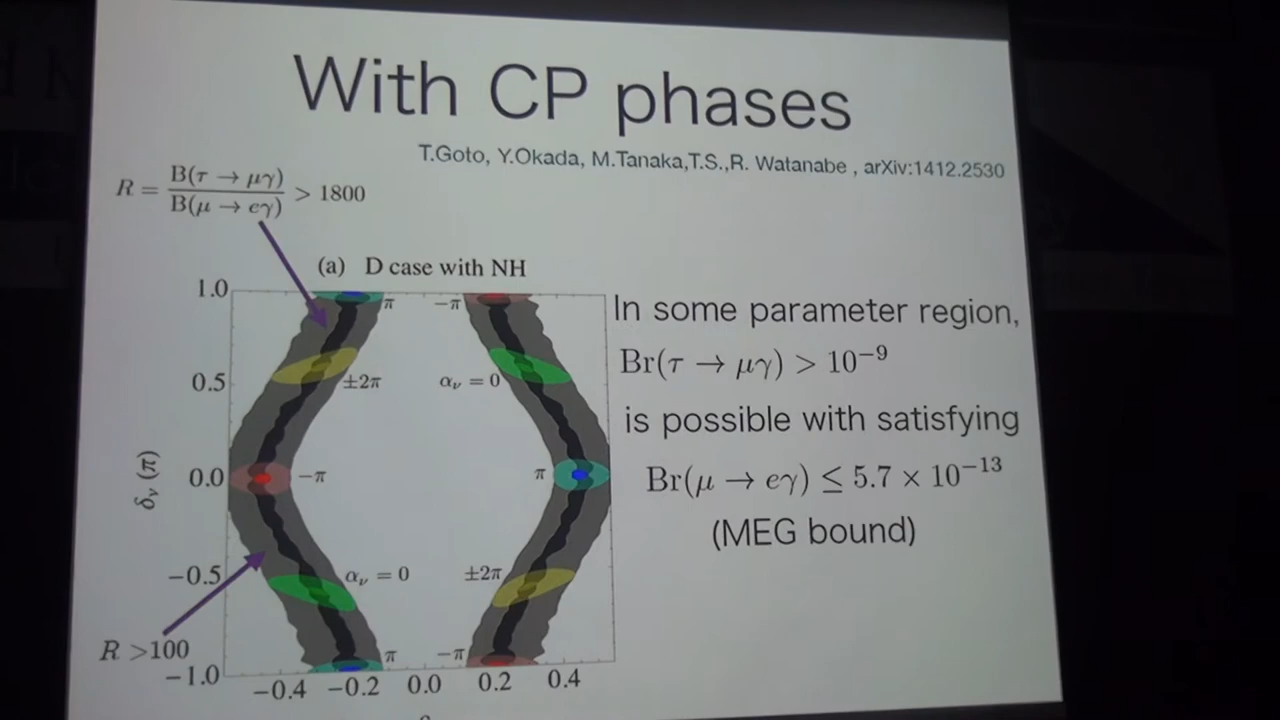 With CP phases
T.Goto, Y.Okada, M.Tanaka,T.S.,R. Watanabe , arXiv:1412.2530
R = B(τ → μγ) / B(μ → eγ) > 1800
(a) D case with NH
1.0
π
−π
0.5
±2π
α_ν = 0
0.0
−π
π
δ_ν (π)
−0.5
α_ν = 0
±2π
R >100
−1.0
π
−π
−0.4 −0.2 0.0 0.2 0.4
In some parameter region,
Br(τ → μγ) > 10^{−9}
is possible with satisfying
Br(μ → eγ) ≤ 5.7 × 10^{−13}
(MEG bound)